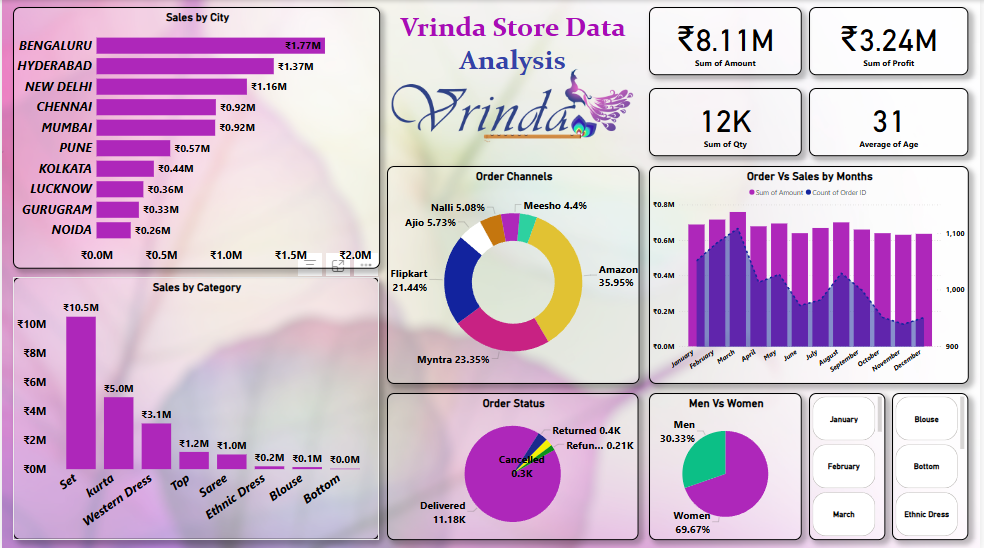 Sales by City
BENGALURU ₹1.77M
HYDERABAD ₹1.37M
NEW DELHI ₹1.16M
CHENNAI ₹0.92M
MUMBAI ₹0.92M
PUNE ₹0.57M
KOLKATA ₹0.44M
LUCKNOW ₹0.36M
GURUGRAM ₹0.33M
NOIDA ₹0.26M
₹0.0M ₹0.5M ₹1.0M ₹1.5M ₹2.0M
Vrinda Store Data
Analysis
Vrinda
₹8.11M
Sum of Amount
₹3.24M
Sum of Profit
12K
Sum of Qty
31
Average of Age
Sales by Category
₹10M
₹8M
₹6M
₹4M
₹2M
₹0M
₹10.5M
₹5.0M
₹3.1M
₹1.2M
₹1.0M
₹0.2M
₹0.1M
₹0.0M
Set
kurta
Western Dress
Top
Saree
Ethnic Dress
Blouse
Bottom
Order Channels
Nalli 5.08%
Meesho 4.4%
Ajio 5.73%
Flipkart
21.44%
Amazon
35.95%
Myntra 23.35%
Order Vs Sales by Months
Sum of Amount Count of Order ID
₹0.8M
₹0.6M
₹0.4M
₹0.2M
₹0.0M
1,100
1,000
900
January
February
March
April
May
June
July
August
September
October
November
December
Order Status
Returned 0.4K
Refun... 0.21K
Cancelled
0.3K
Delivered
11.18K
Men Vs Women
Men
30.33%
Women
69.67%
January
February
March
Blouse
Bottom
Ethnic Dress